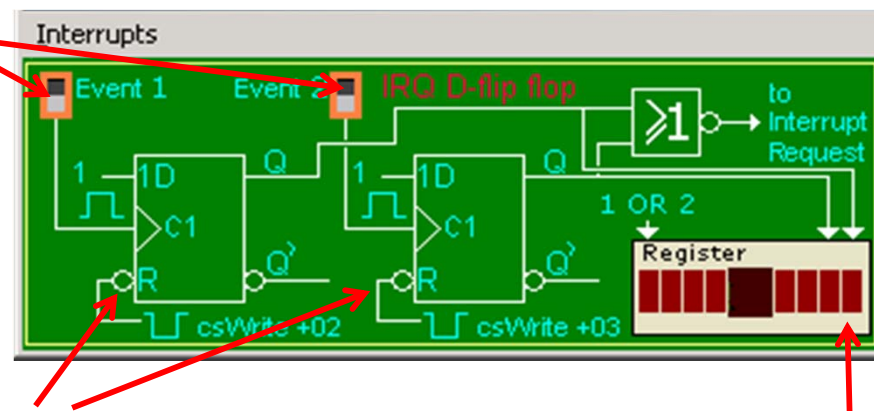 Interrupts
Event 1
Event 2
IRQ D-flip flop
to
Interrupt
Request
≥1
1
1D
C1
R
Q
Q'
csWrite +02
1
1D
C1
R
Q
Q'
csWrite +03
1 OR 2
Register